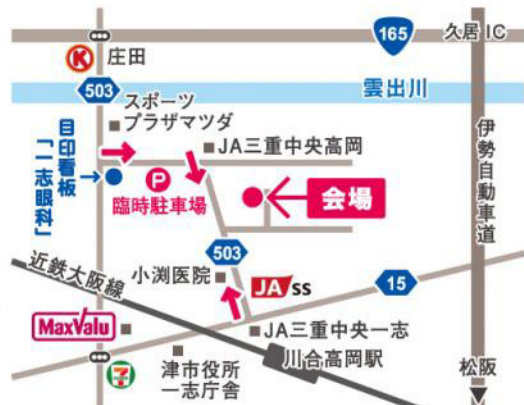 165
久居IC
K
庄田
503
雲出川
スポーツ
プラザマツダ
JA三重中央高岡
目印看板
「一志眼科」
P
臨時駐車場
会場
伊勢自動車道
503
小渕医院
JA SS
15
近鉄大阪線
MaxValu
JA三重中央一志
川合高岡駅
津市役所
一志庁舎
7
松阪